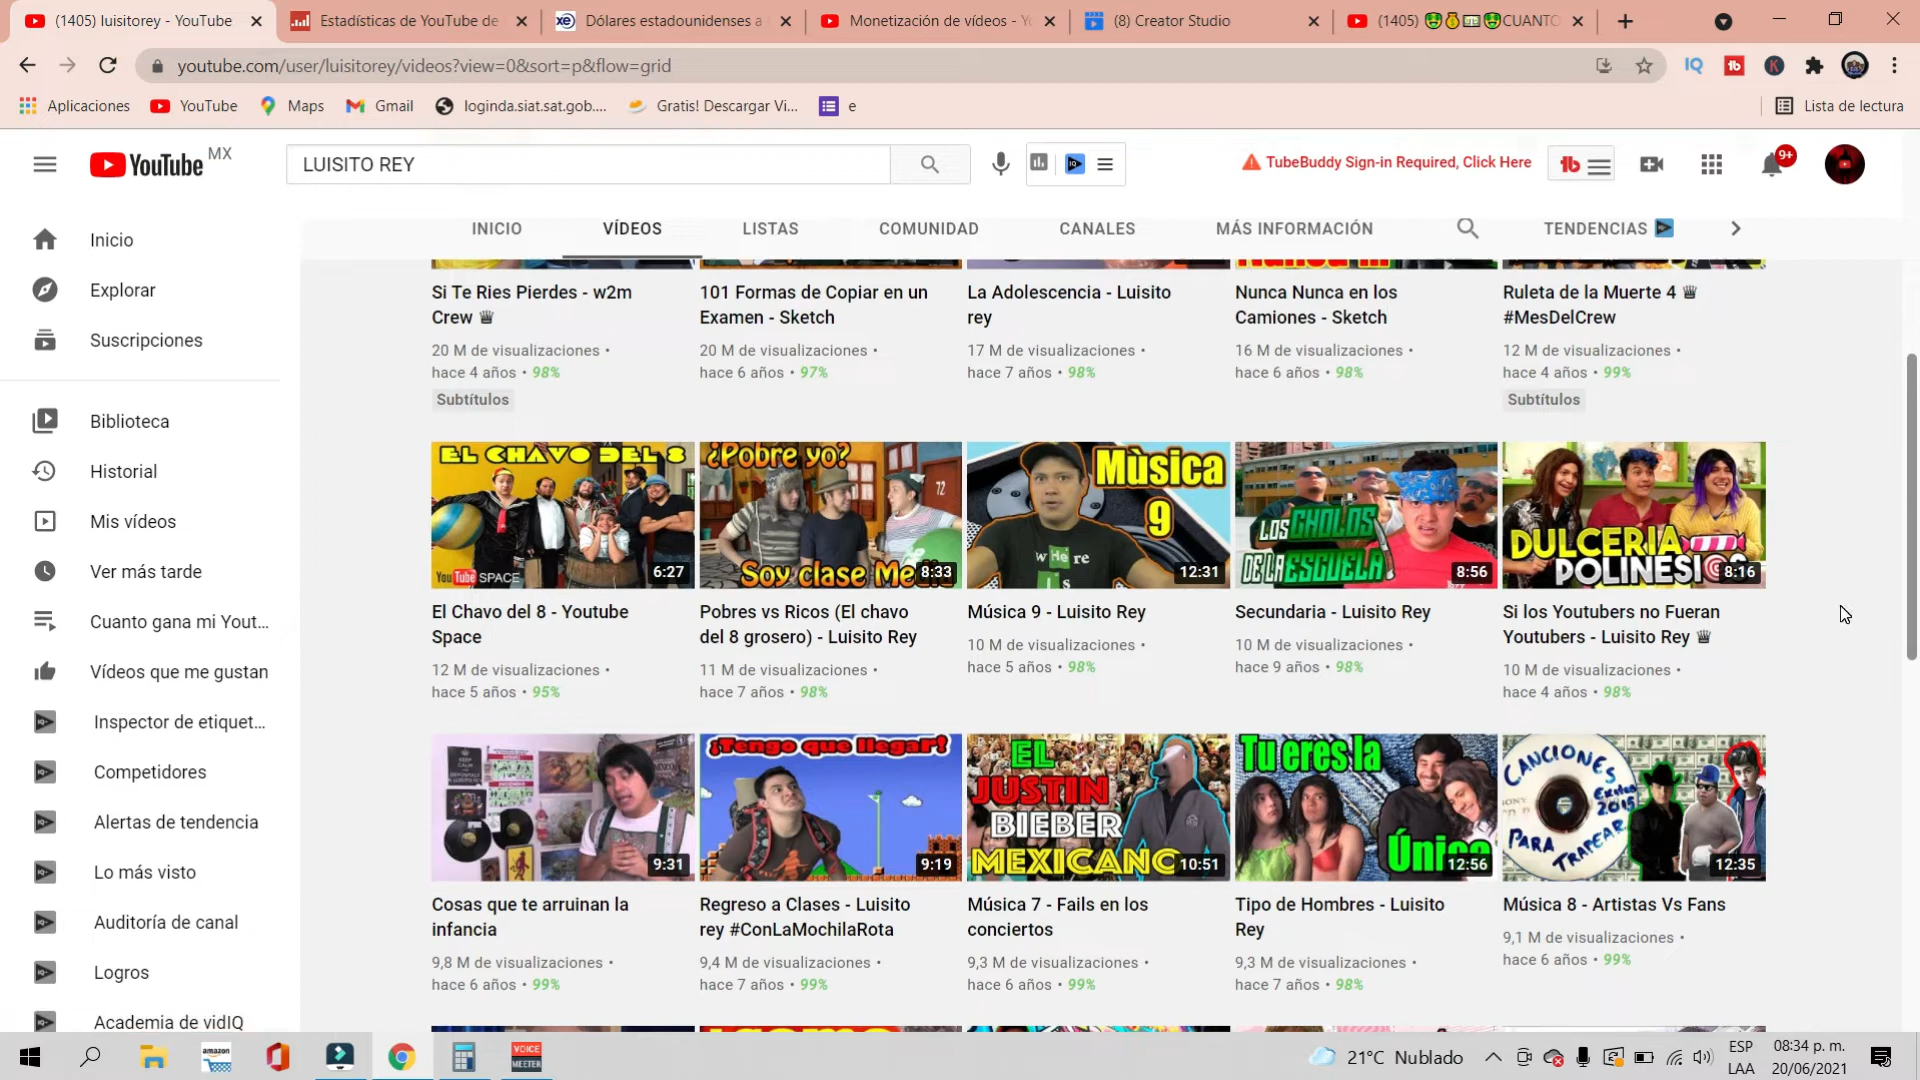 (1405) luisitorey - YouTube
Estadísticas de YouTube de
Dólares estadounidenses a
Monetización de vídeos - Yo
(8) Creator Studio
(1405) 🤑💰💵🤑CUANTO
youtube.com/user/luisitorey/videos?view=0&sort=p&flow=grid
Aplicaciones
YouTube
Maps
Gmail
loginda.siat.sat.gob....
Gratis! Descargar Vi...
e
Lista de lectura
YouTube MX
LUISITO REY
TubeBuddy Sign-in Required, Click Here
9+
INICIO
VÍDEOS
LISTAS
COMUNIDAD
CANALES
MÁS INFORMACIÓN
TENDENCIAS
Inicio
Explorar
Suscripciones
Biblioteca
Historial
Mis vídeos
Ver más tarde
Cuanto gana mi Yout...
Vídeos que me gustan
Inspector de etiquet...
Competidores
Alertas de tendencia
Lo más visto
Auditoría de canal
Logros
Academia de vidIQ
Si Te Ries Pierdes - w2m
Crew ♛
20 M de visualizaciones •
hace 4 años • 98%
Subtítulos
101 Formas de Copiar en un
Examen - Sketch
20 M de visualizaciones •
hace 6 años • 97%
La Adolescencia - Luisito
rey
17 M de visualizaciones •
hace 7 años • 98%
Nunca Nunca en los
Camiones - Sketch
16 M de visualizaciones •
hace 6 años • 98%
Ruleta de la Muerte 4 ♛
#MesDelCrew
12 M de visualizaciones •
hace 4 años • 99%
Subtítulos
EL CHAVO DEL 8
YouTube SPACE
6:27
El Chavo del 8 - Youtube
Space
12 M de visualizaciones •
hace 5 años • 95%
¿Pobre yo?
72
Soy clase Me
8:33
Pobres vs Ricos (El chavo
del 8 grosero) - Luisito Rey
11 M de visualizaciones •
hace 7 años • 98%
Mùsica
9
wHere
Is
12:31
Música 9 - Luisito Rey
10 M de visualizaciones •
hace 5 años • 98%
LOS CHOLOS
DE LA ESCUELA
8:56
Secundaria - Luisito Rey
10 M de visualizaciones •
hace 9 años • 98%
DULCERIA
POLINESI
8:16
Si los Youtubers no Fueran
Youtubers - Luisito Rey ♛
10 M de visualizaciones •
hace 4 años • 98%
9:31
Cosas que te arruinan la
infancia
9,8 M de visualizaciones •
hace 6 años • 99%
¡Tengo que llegar!
9:19
Regreso a Clases - Luisito
rey #ConLaMochilaRota
9,4 M de visualizaciones •
hace 7 años • 99%
EL
JUSTIN
BIEBER
MEXICANO
10:51
Música 7 - Fails en los
conciertos
9,3 M de visualizaciones •
hace 6 años • 99%
Tu eres la
Única
12:56
Tipo de Hombres - Luisito
Rey
9,3 M de visualizaciones •
hace 7 años • 98%
CANCIONES
Exitos
2015
PARA TRAPEAR
12:35
Música 8 - Artistas Vs Fans
9,1 M de visualizaciones •
hace 6 años • 99%
amazon
VOICE
MEETER
21°C Nublado
ESP
LAA
08:34 p. m.
20/06/2021